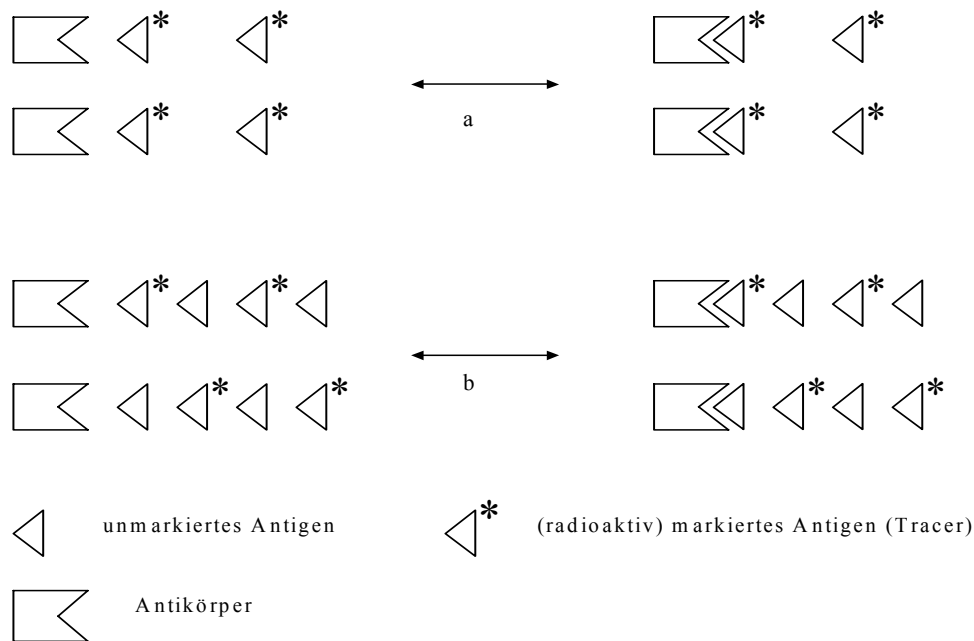 * * * *
a
* *
* *
* * * *
b
* *
* *
unmarkiertes Antigen
* (radioaktiv) markiertes Antigen (Tracer)
Antikörper